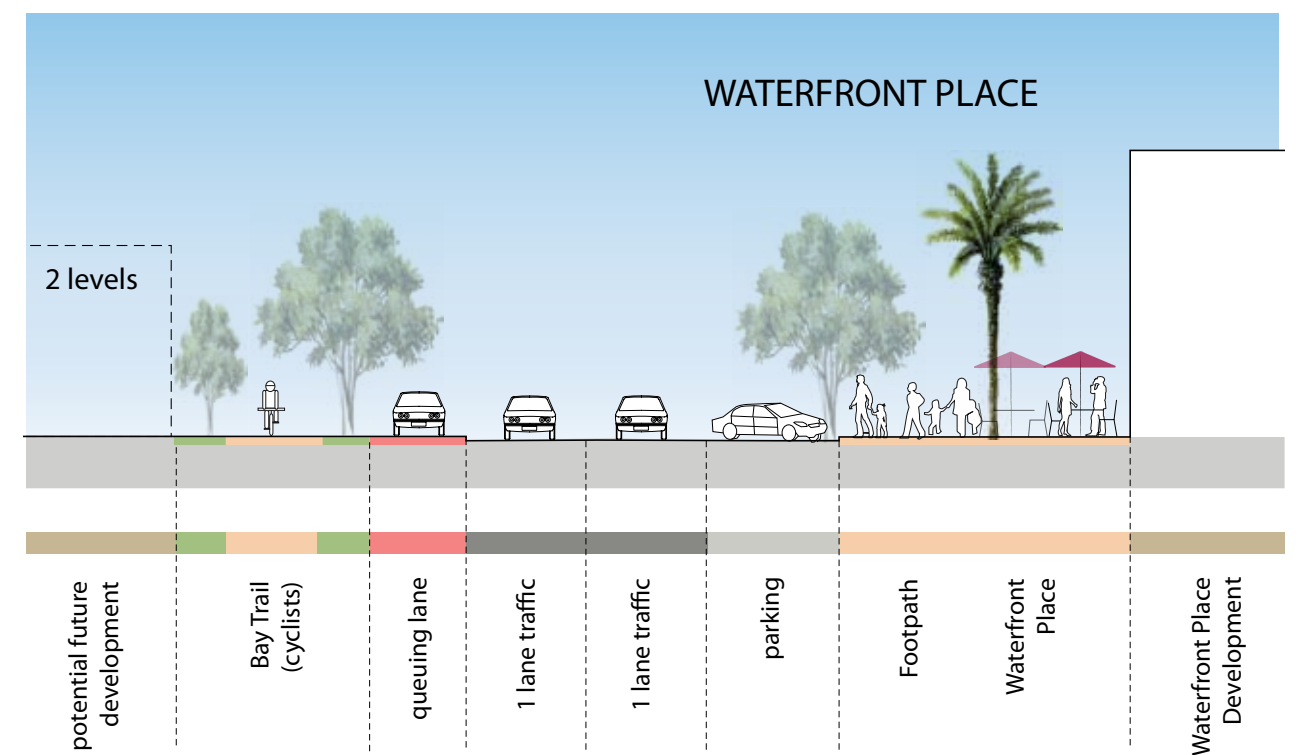 WATERFRONT PLACE
2 levels
potential future
development
Bay Trail
(cyclists)
queuing lane
1 lane traffic
1 lane traffic
parking
Footpath
Waterfront
Place
Waterfront Place
Development